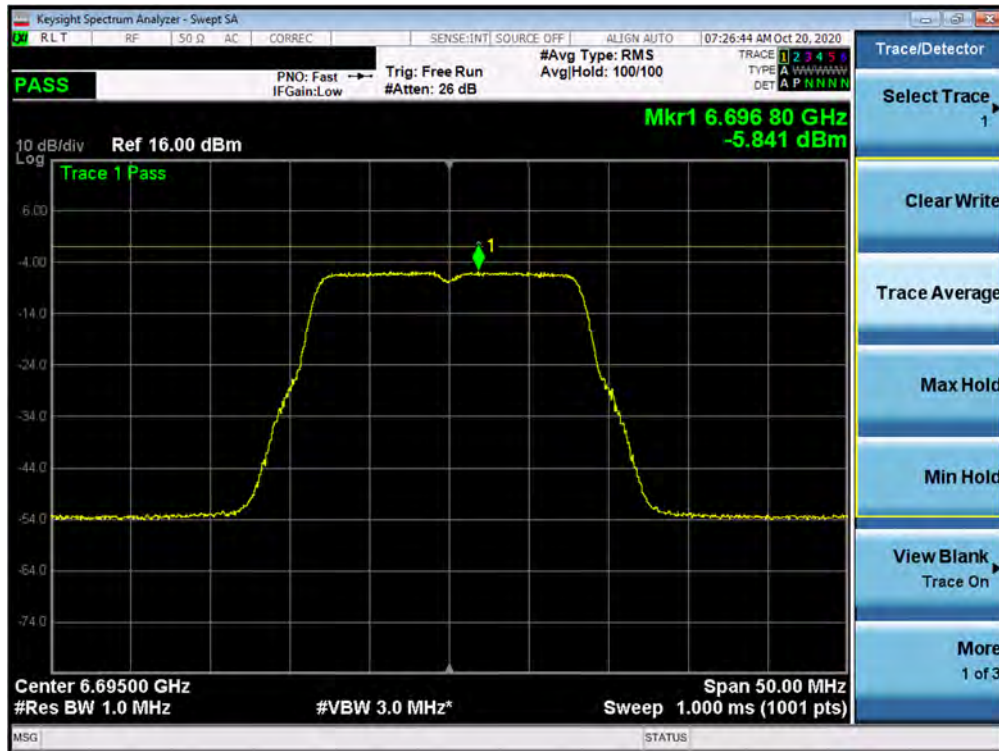 Keysight Spectrum Analyzer - Swept SA
RLT RF 50 Ω AC CORREC SENSE:INT SOURCE OFF ALIGN AUTO 07:26:44 AM Oct 20, 2020
PASS
PNO: Fast
IFGain:Low
Trig: Free Run
#Atten: 26 dB
#Avg Type: RMS
Avg|Hold: 100/100
TRACE 1 2 3 4 5 6
TYPE A
DET A P N N N N
Mkr1 6.696 80 GHz
-5.841 dBm
10 dB/div Ref 16.00 dBm
Log
Trace 1 Pass
1
6.00
-4.00
-14.0
-24.0
-34.0
-44.0
-54.0
-64.0
-74.0
Center 6.69500 GHz Span 50.00 MHz
#Res BW 1.0 MHz #VBW 3.0 MHz* Sweep 1.000 ms (1001 pts)
MSG STATUS
Trace/Detector
Select Trace
1
Clear Write
Trace Average
Max Hold
Min Hold
View Blank
Trace On
More
1 of 3